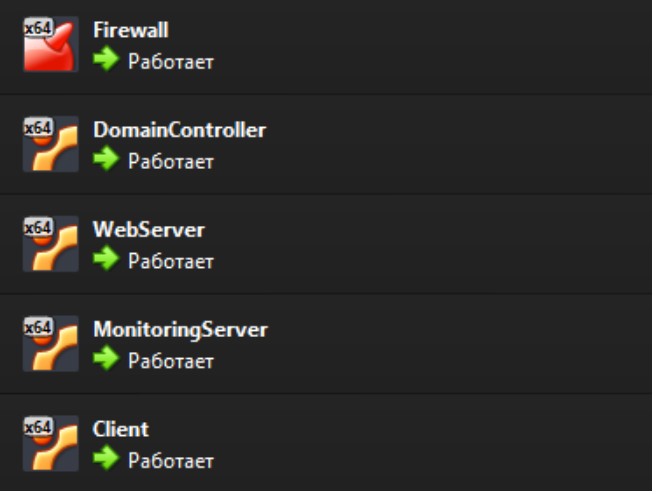 x64
Firewall
Работает
x64
DomainController
Работает
x64
WebServer
Работает
x64
MonitoringServer
Работает
x64
Client
Работает